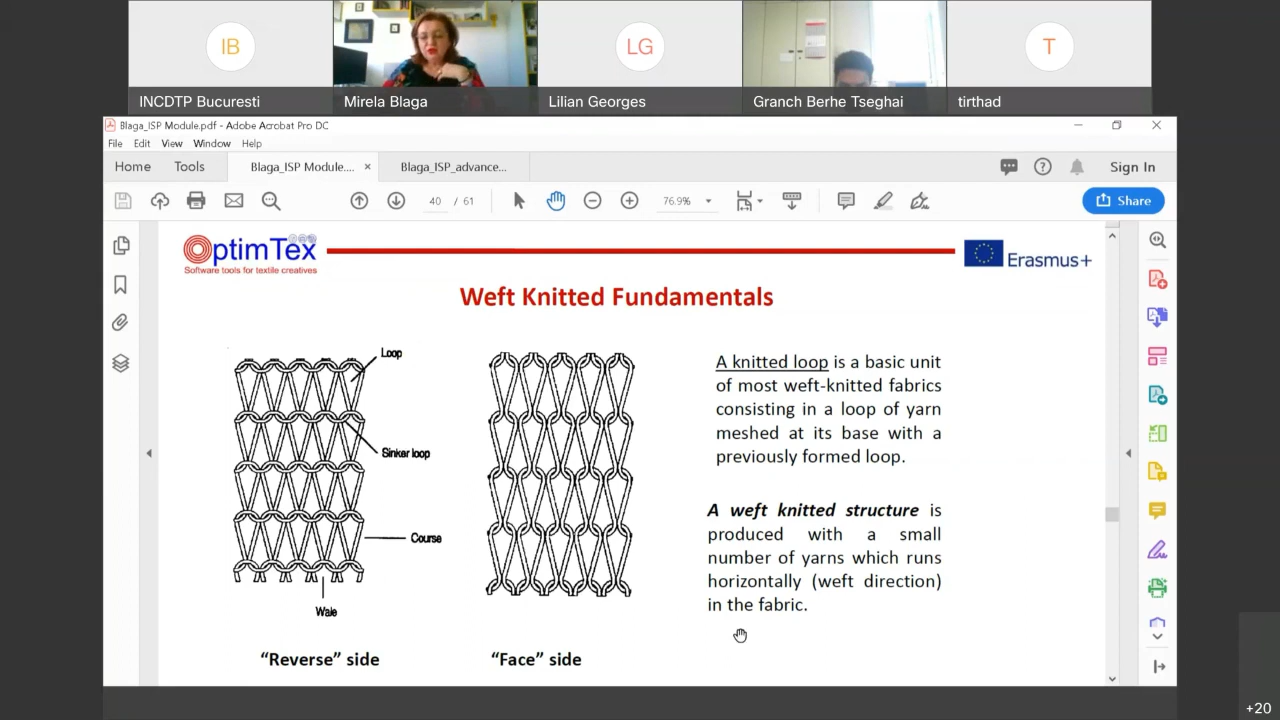 IB
LG
T
INCDTP Bucuresti
Mirela Blaga
Lilian Georges
Granch Berhe Tseghai
tirthad
Blaga_ISP Module.pdf - Adobe Acrobat Pro DC
File Edit View Window Help
Home Tools Blaga_ISP Module.... × Blaga_ISP_advance... Sign In
40 / 61 76.9% Share
OptimTex
Software tools for textile creatives
Erasmus+
Weft Knitted Fundamentals
Loop
Sinker loop
Course
Wale
"Reverse" side
"Face" side
A knitted loop is a basic unit
of most weft-knitted fabrics
consisting in a loop of yarn
meshed at its base with a
previously formed loop.
A weft knitted structure is
produced with a small
number of yarns which runs
horizontally (weft direction)
in the fabric.
+20